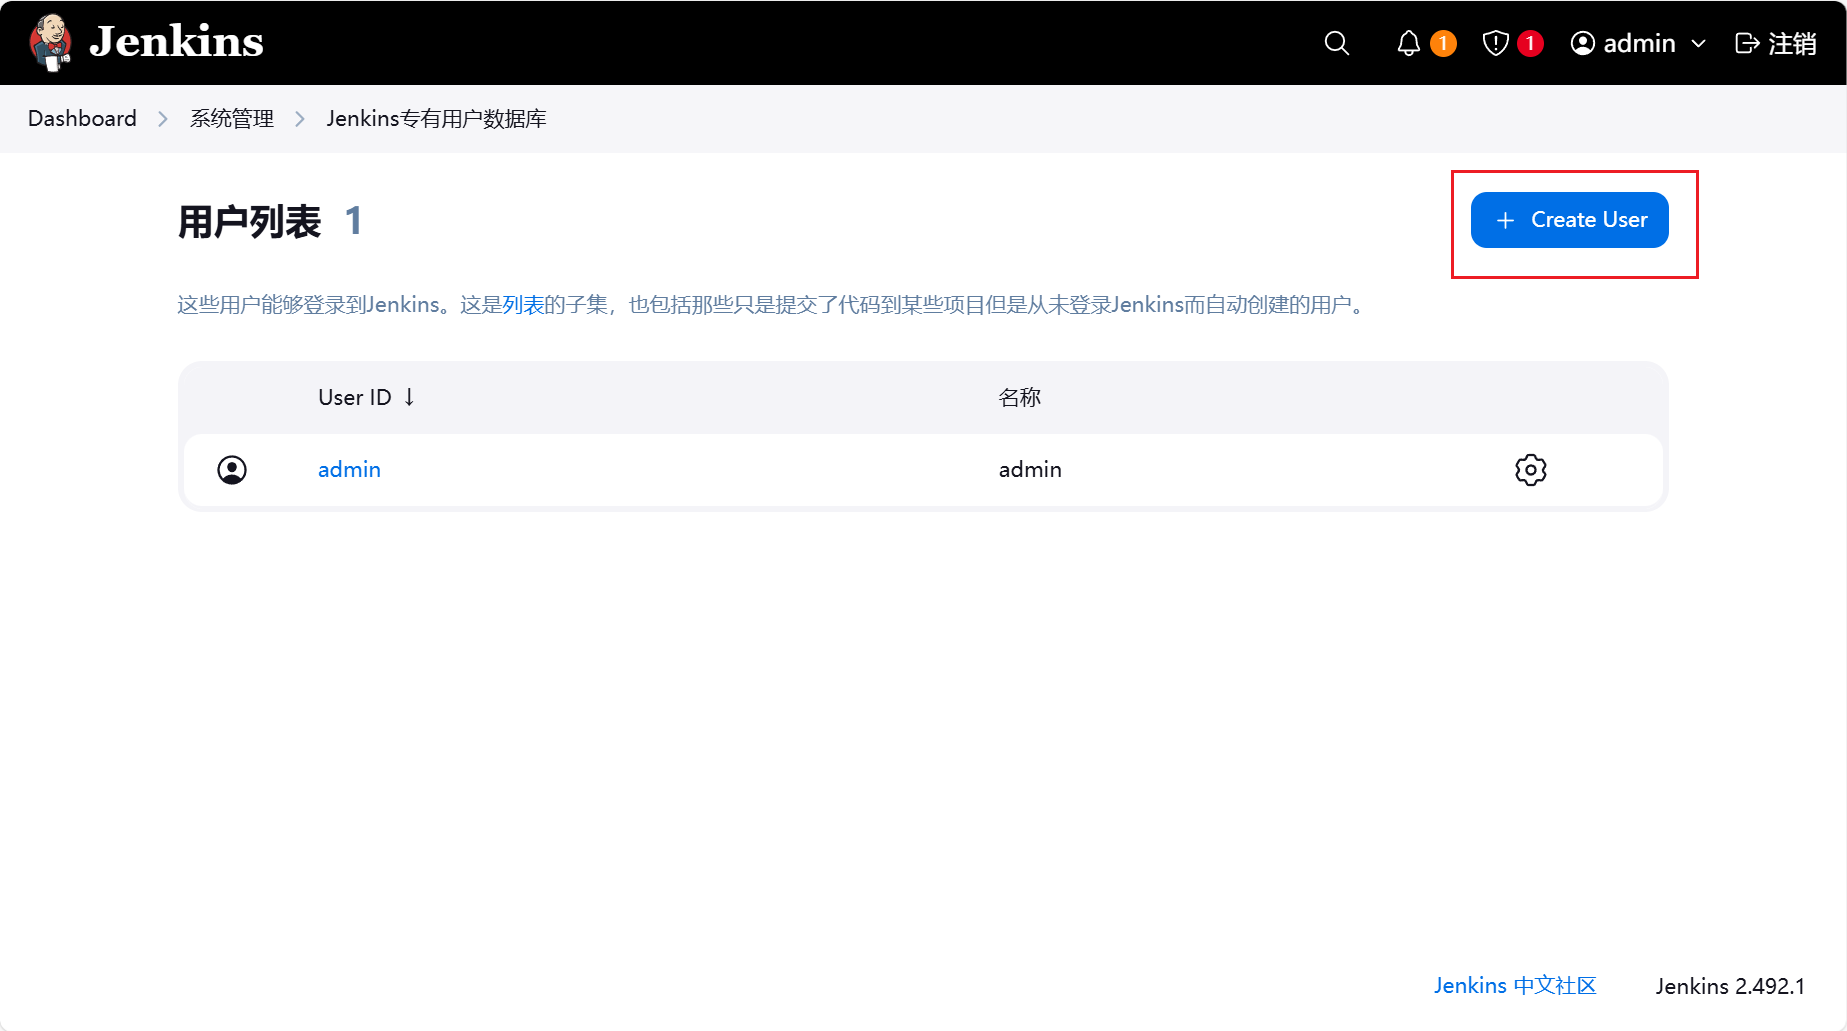 Jenkins
1
1
admin
注销
Dashboard
系统管理
Jenkins专有用户数据库
用户列表 1
+ Create User
这些用户能够登录到Jenkins。这是列表的子集，也包括那些只是提交了代码到某些项目但是从未登录Jenkins而自动创建的用户。
User ID ↓
名称
admin
admin
Jenkins 中文社区
Jenkins 2.492.1